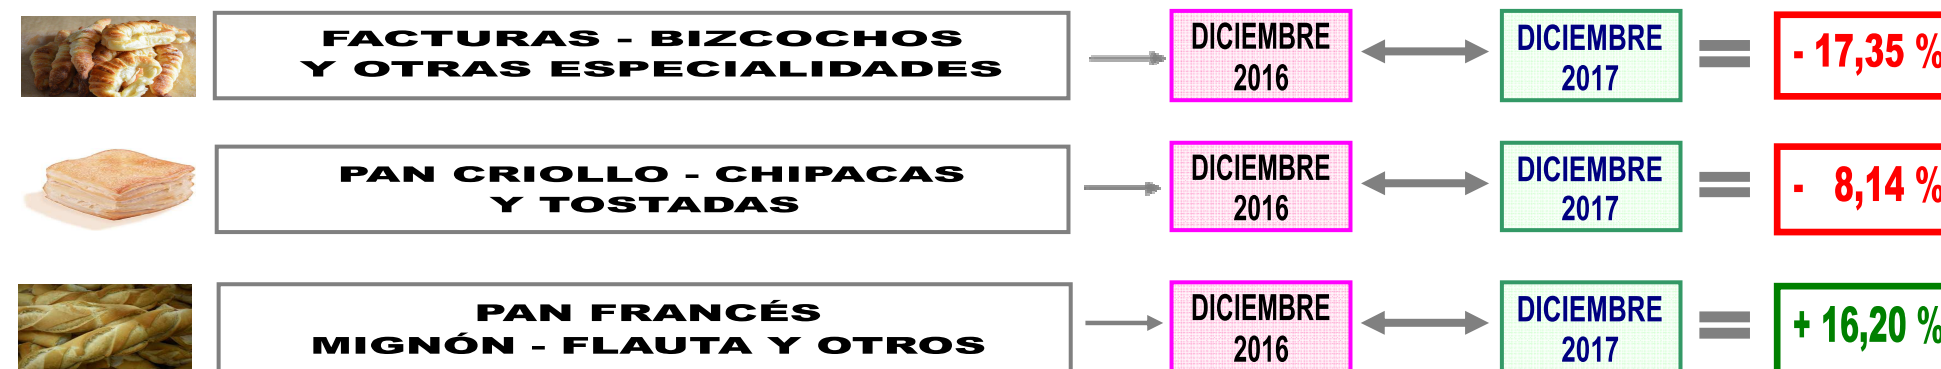 FACTURAS - BIZCOCHOS
Y OTRAS ESPECIALIDADES
DICIEMBRE
2016
DICIEMBRE
2017
- 17,35 %
PAN CRIOLLO - CHIPACAS
Y TOSTADAS
DICIEMBRE
2016
DICIEMBRE
2017
- 8,14 %
PAN FRANCÉS
MIGNÓN - FLAUTA Y OTROS
DICIEMBRE
2016
DICIEMBRE
2017
+ 16,20 %